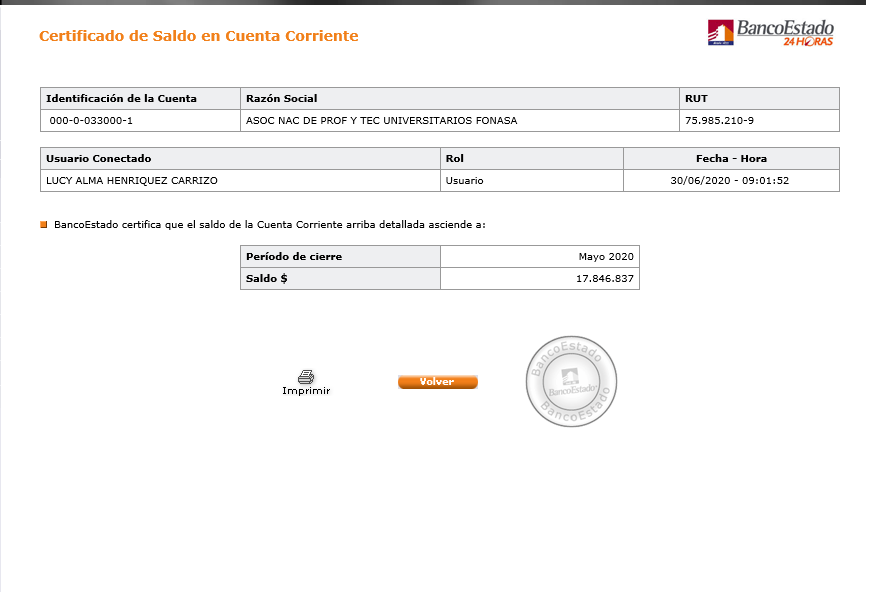 Certificado de Saldo en Cuenta Corriente
BancoEstado
24 HORAS
Identificación de la Cuenta Razón Social RUT
000-0-033000-1 ASOC NAC DE PROF Y TEC UNIVERSITARIOS FONASA 75.985.210-9
Usuario Conectado Rol Fecha - Hora
LUCY ALMA HENRIQUEZ CARRIZO Usuario 30/06/2020 - 09:01:52
BancoEstado certifica que el saldo de la Cuenta Corriente arriba detallada asciende a:
Período de cierre Mayo 2020
Saldo $ 17.846.837
Imprimir
Volver
BancoEstado
BancoEstado
BancoEstado